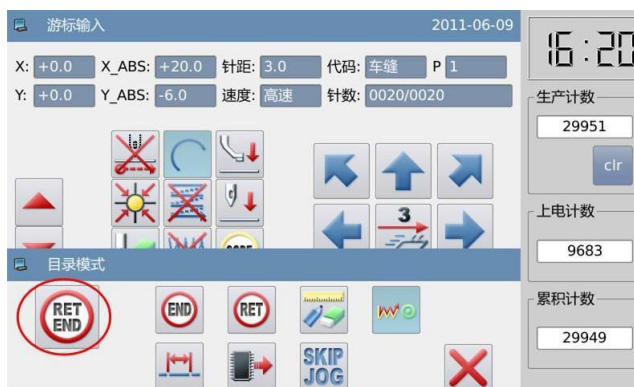 游标输入 2011-06-09
X: +0.0 X_ABS: +20.0 针距: 3.0 代码: 车缝 P 1
Y: +0.0 Y_ABS: -6.0 速度: 高速 针数: 0020/0020
3
目录模式
RET
END
END
RET
SKIP
JOG
16:20
生产计数
29951
clr
上电计数
9683
累积计数
29949